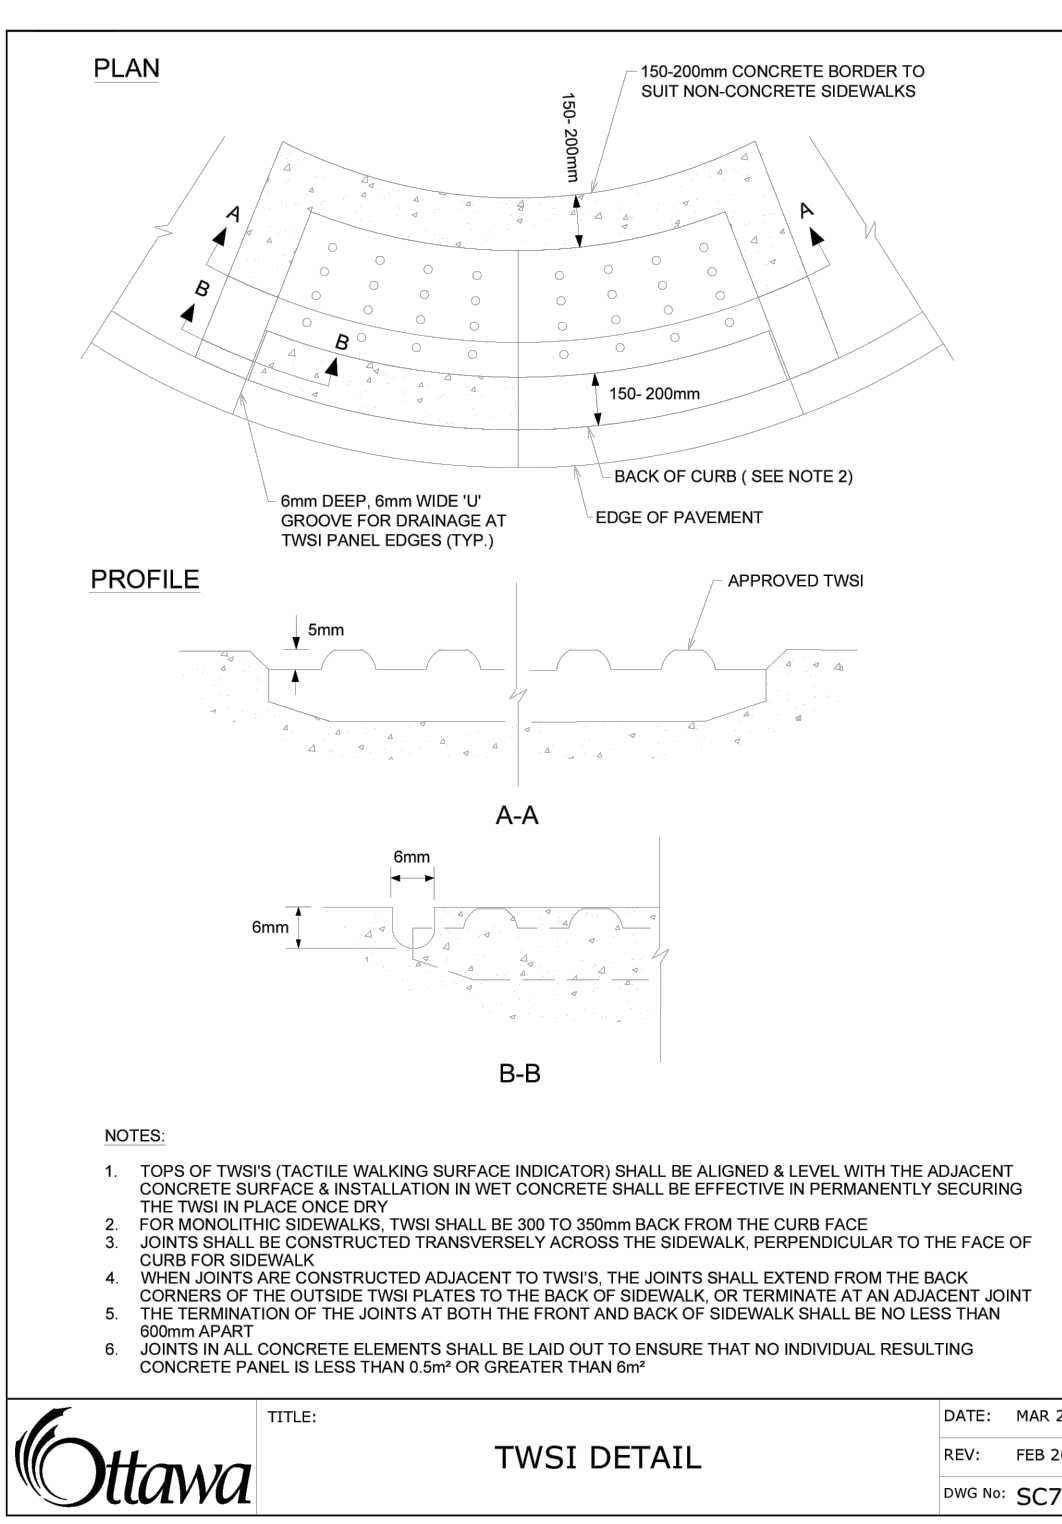 PLAN
150-200mm CONCRETE BORDER TO
SUIT NON-CONCRETE SIDEWALKS
150- 200mm
A
A
B
B
150- 200mm
BACK OF CURB ( SEE NOTE 2)
EDGE OF PAVEMENT
6mm DEEP, 6mm WIDE 'U'
GROOVE FOR DRAINAGE AT
TWSI PANEL EDGES (TYP.)
PROFILE
APPROVED TWSI
5mm
A-A
6mm
6mm
B-B
NOTES:
1. TOPS OF TWSI'S (TACTILE WALKING SURFACE INDICATOR) SHALL BE ALIGNED & LEVEL WITH THE ADJACENT
CONCRETE SURFACE & INSTALLATION IN WET CONCRETE SHALL BE EFFECTIVE IN PERMANENTLY SECURING
THE TWSI IN PLACE ONCE DRY
2. FOR MONOLITHIC SIDEWALKS, TWSI SHALL BE 300 TO 350mm BACK FROM THE CURB FACE
3. JOINTS SHALL BE CONSTRUCTED TRANSVERSELY ACROSS THE SIDEWALK, PERPENDICULAR TO THE FACE OF
CURB FOR SIDEWALK
4. WHEN JOINTS ARE CONSTRUCTED ADJACENT TO TWSI'S, THE JOINTS SHALL EXTEND FROM THE BACK
CORNERS OF THE OUTSIDE TWSI PLATES TO THE BACK OF SIDEWALK, OR TERMINATE AT AN ADJACENT JOINT
5. THE TERMINATION OF THE JOINTS AT BOTH THE FRONT AND BACK OF SIDEWALK SHALL BE NO LESS THAN
600mm APART
6. JOINTS IN ALL CONCRETE ELEMENTS SHALL BE LAID OUT TO ENSURE THAT NO INDIVIDUAL RESULTING
CONCRETE PANEL IS LESS THAN 0.5m² OR GREATER THAN 6m²
Ottawa
TITLE:
TWSI DETAIL
DATE: MAR
REV: FEB
DWG No: SC7